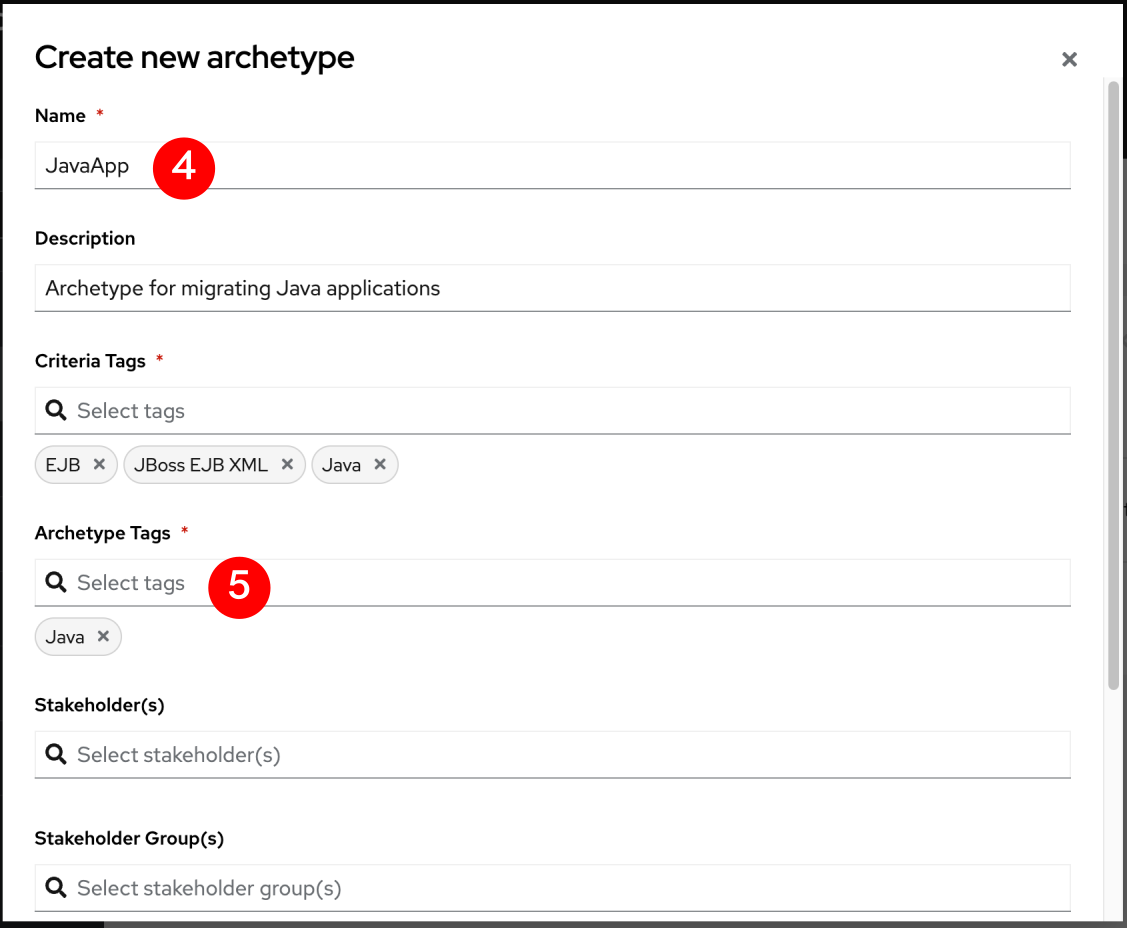 Create new archetype
Name *
JavaApp 4
Description
Archetype for migrating Java applications
Criteria Tags *
Select tags
EJB JBoss EJB XML Java
Archetype Tags *
Select tags 5
Java
Stakeholder(s)
Select stakeholder(s)
Stakeholder Group(s)
Select stakeholder group(s)